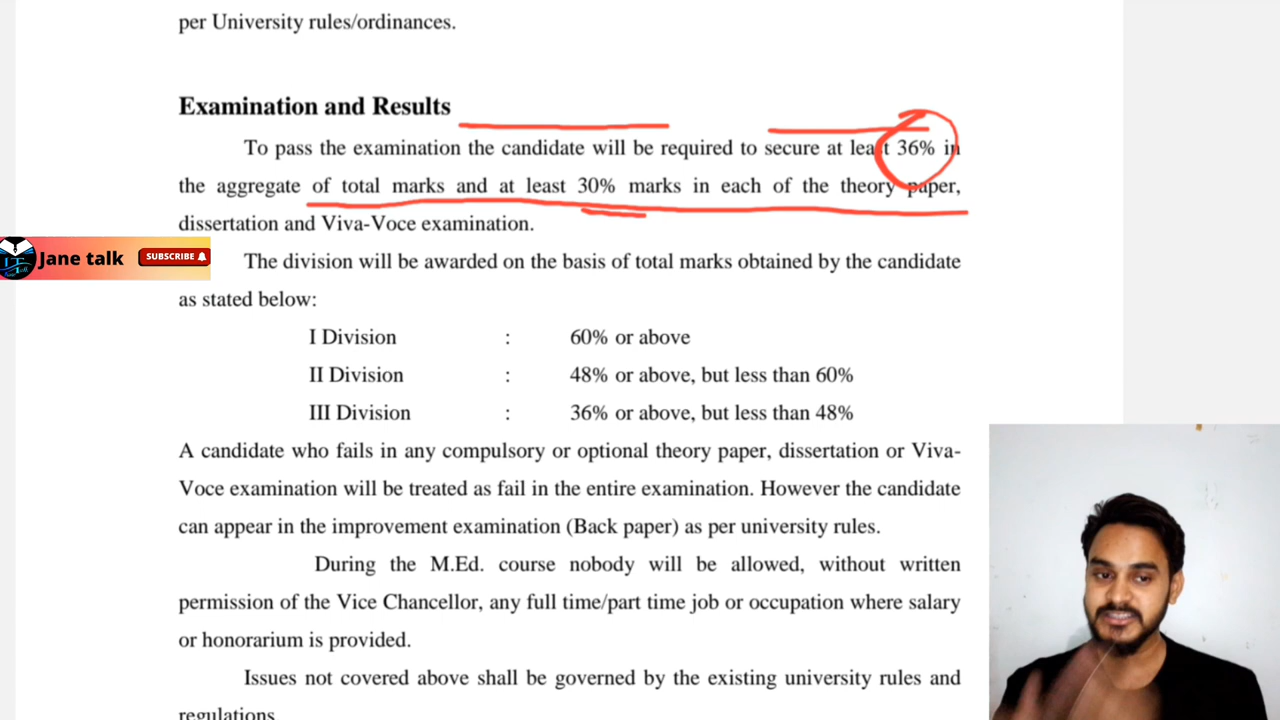 per University rules/ordinances.
Examination and Results
To pass the examination the candidate will be required to secure at least 36% in
the aggregate of total marks and at least 30% marks in each of the theory paper,
dissertation and Viva-Voce examination.
Jane talk
SUBSCRIBE
The division will be awarded on the basis of total marks obtained by the candidate
as stated below:
I Division : 60% or above
II Division : 48% or above, but less than 60%
III Division : 36% or above, but less than 48%
A candidate who fails in any compulsory or optional theory paper, dissertation or Viva-
Voce examination will be treated as fail in the entire examination. However the candidate
can appear in the improvement examination (Back paper) as per university rules.
During the M.Ed. course nobody will be allowed, without written
permission of the Vice Chancellor, any full time/part time job or occupation where salary
or honorarium is provided.
Issues not covered above shall be governed by the existing university rules and
regulations